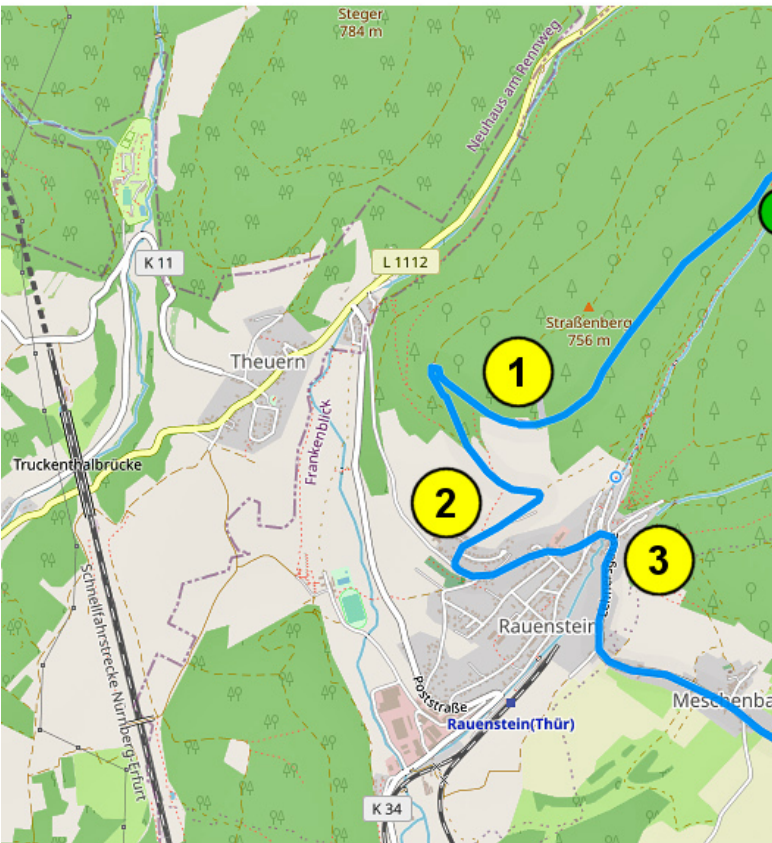 Steger
784 m
Neuhaus am Rennweg
K 11
L 1112
Straßenberg
756 m
Theuern
1
Frankenblick
Truckenthalbrücke
2
3
Schnellfahrstrecke Nürnberg-Erfurt
Rauenstein
Poststraße
Meschenba
Rauenstein(Thür)
K 34